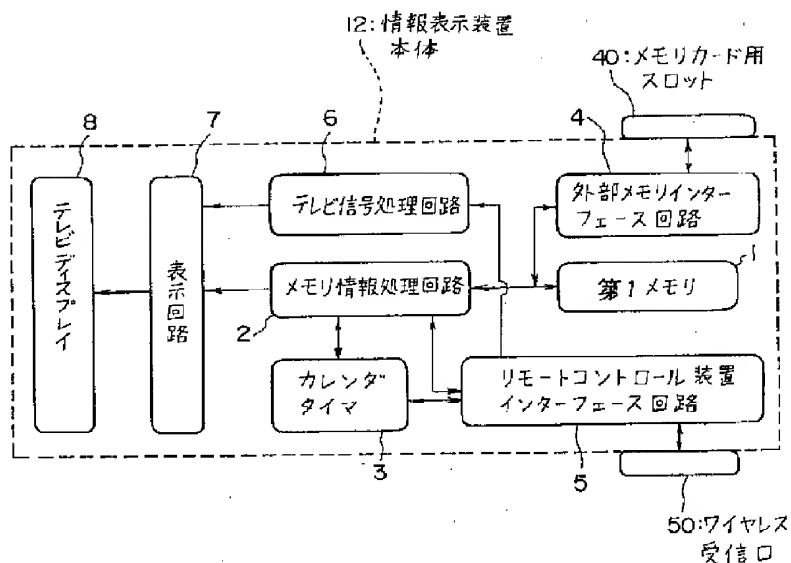 12:情報表示装置
本体
40:メモリカード用
スロット
8
7
6
4
テレビディスプレイ
表示回路
テレビ信号処理回路
外部メモリインター
フェース回路
1
メモリ情報処理回路
第1メモリ
2
カレンダ
タイマ
リモートコントロール装置
インターフェース回路
3
5
50:ワイヤレス
受信口